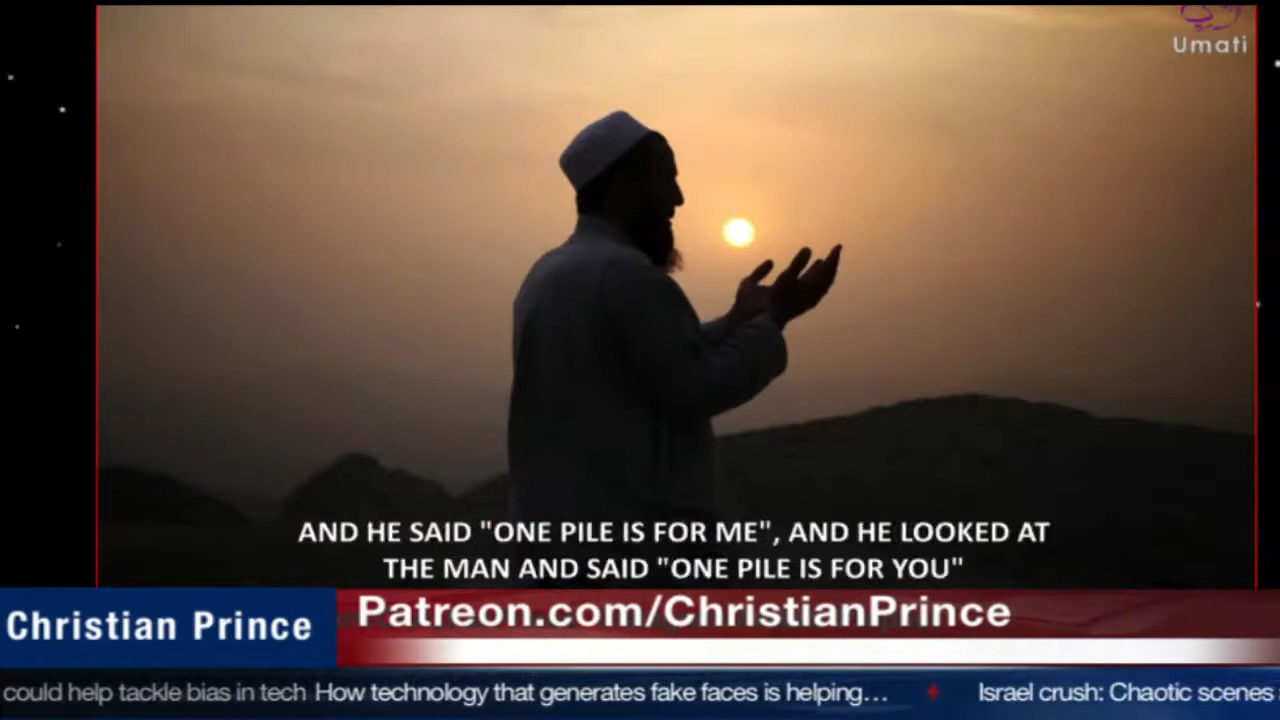 Umati
AND HE SAID "ONE PILE IS FOR ME", AND HE LOOKED AT
THE MAN AND SAID "ONE PILE IS FOR YOU"
Christian Prince
Patreon.com/ChristianPrince
could help tackle bias in tech How technology that generates fake faces is helping... ♦ Israel crush: Chaotic scenes